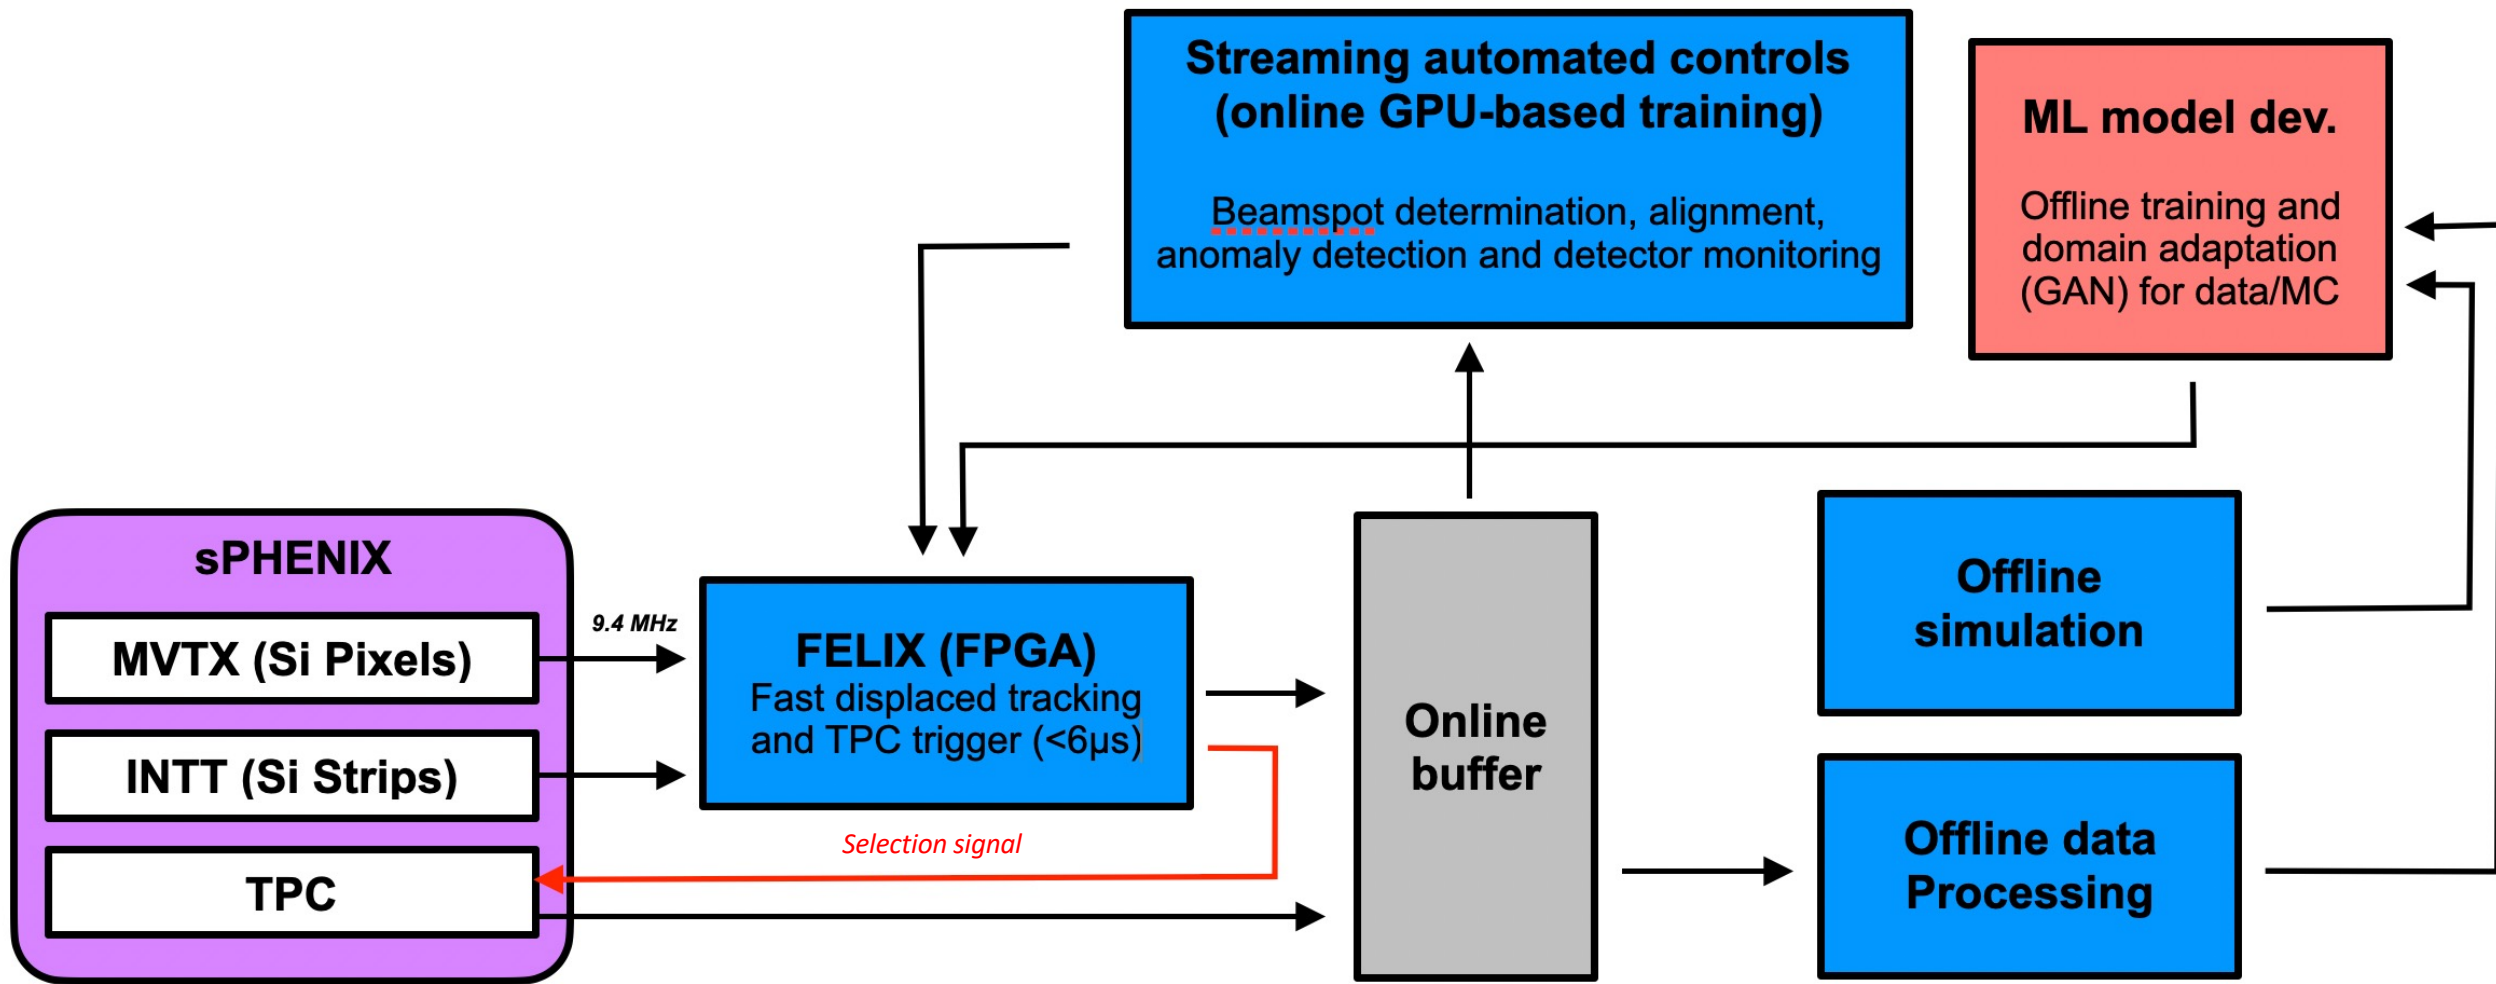 Streaming automated controls
(online GPU-based training)
Beamspot determination, alignment,
anomaly detection and detector monitoring
ML model dev.
Offline training and
domain adaptation
(GAN) for data/MC
sPHENIX
MVTX (Si Pixels)
INTT (Si Strips)
TPC
9.4 MHz
FELIX (FPGA)
Fast displaced tracking
and TPC trigger (<6μs)
Selection signal
Online
buffer
Offline
simulation
Offline data
Processing